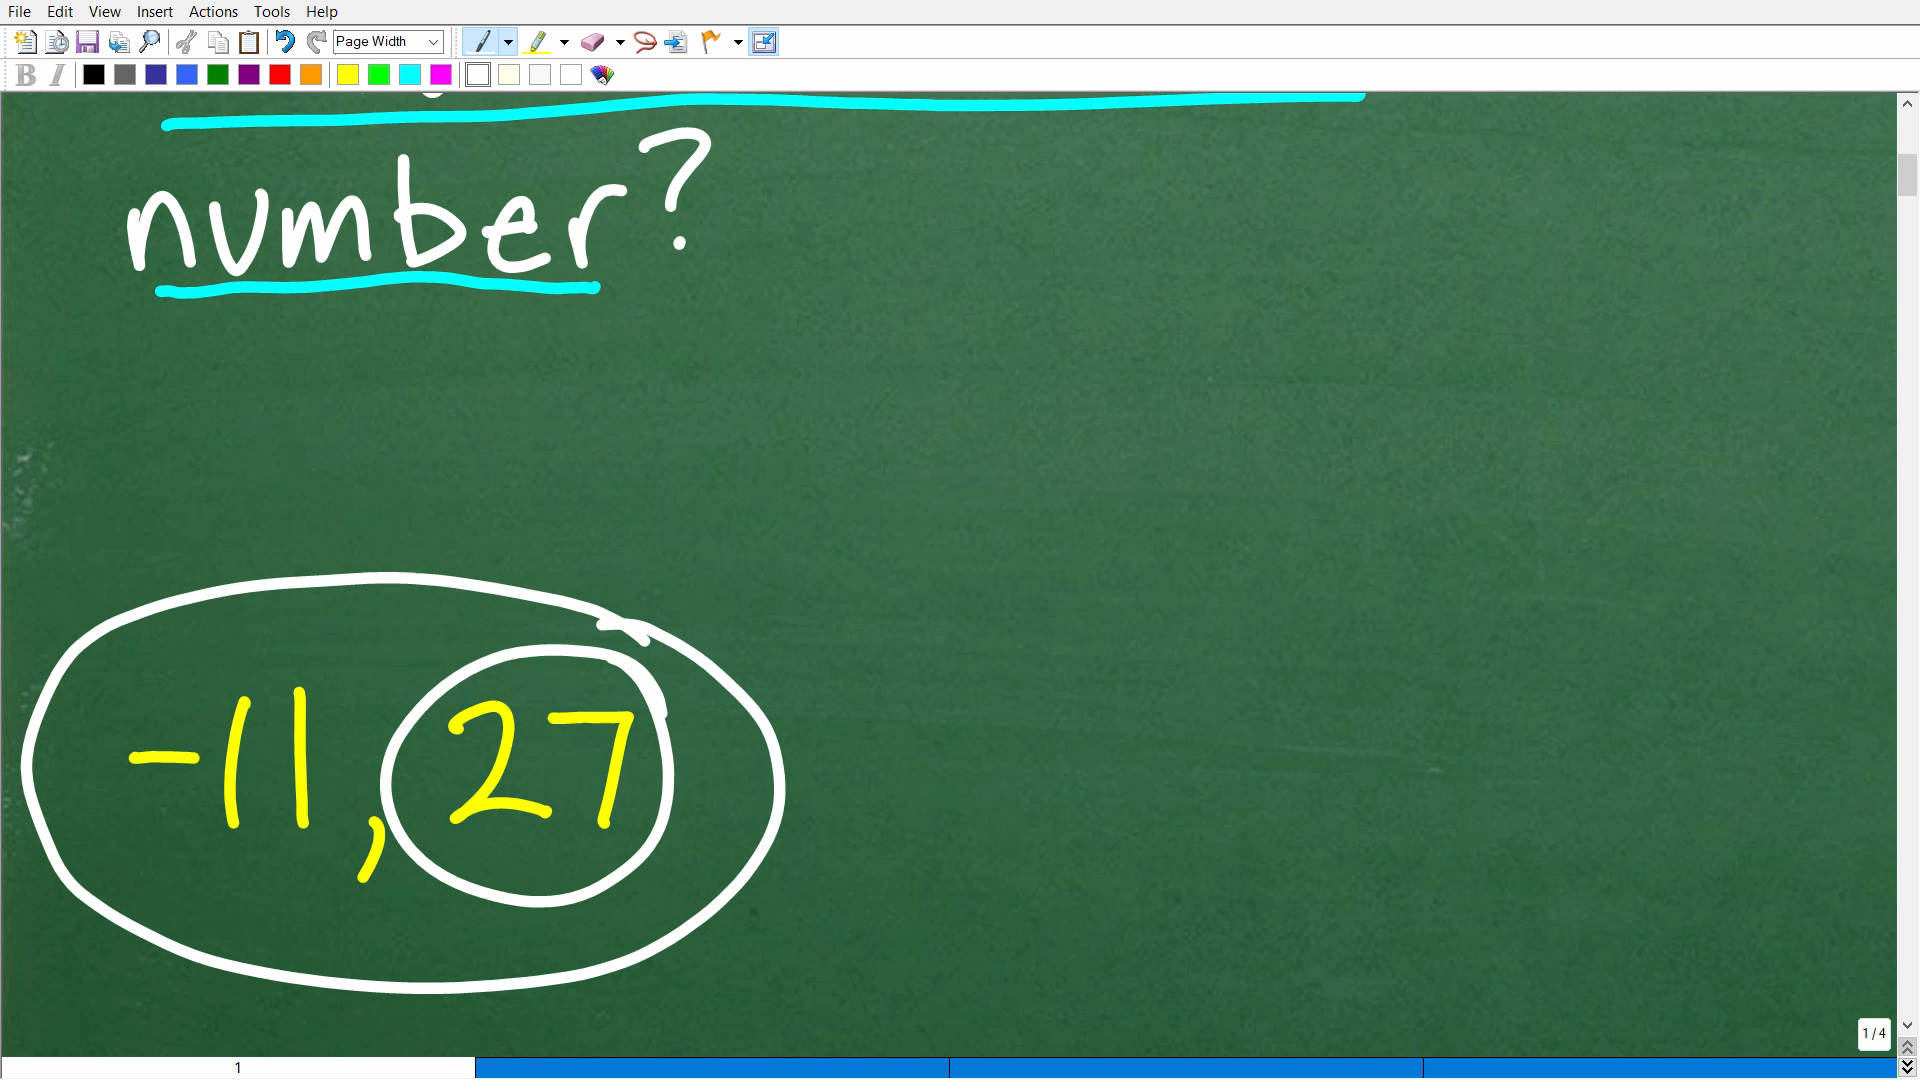 File Edit View Insert Actions Tools Help
Page Width
B I
number?
-11, 27
1 / 4
1